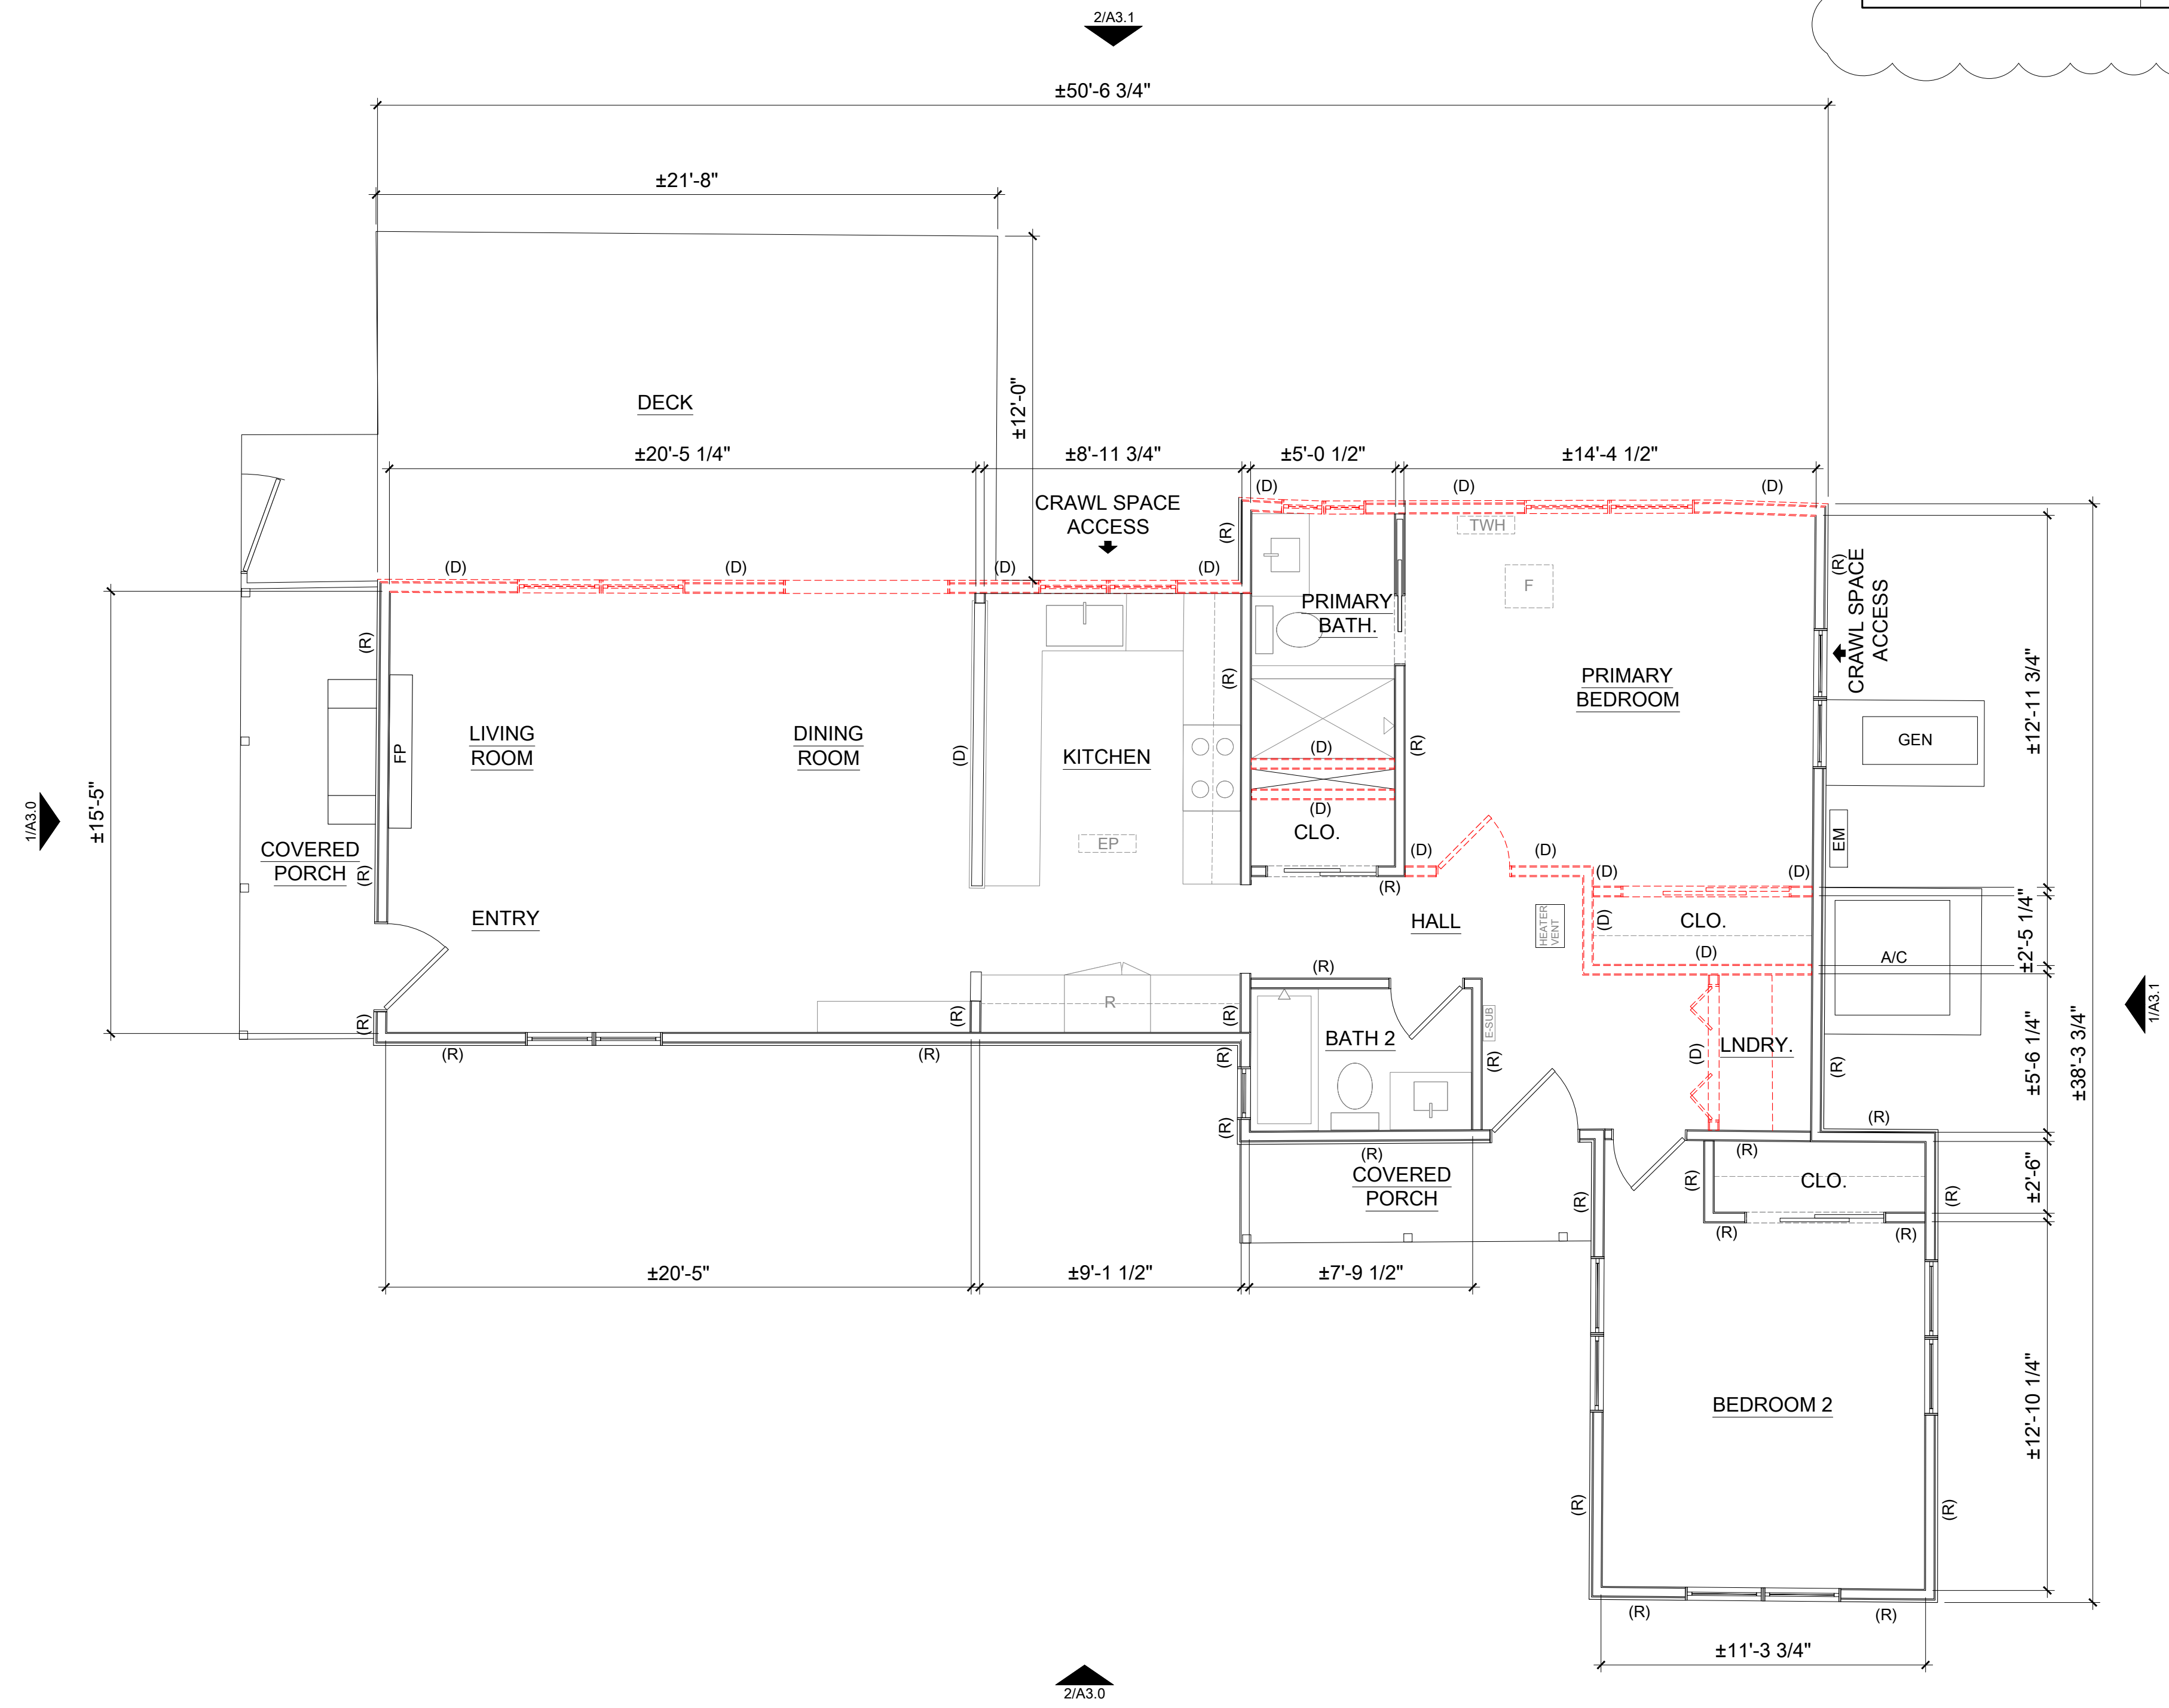 2/A3.1
±50'-6 3/4"
±21'-8"
DECK
±12'-0"
±20'-5 1/4"
±8'-11 3/4"
±5'-0 1/2"
±14'-4 1/2"
CRAWL SPACE
ACCESS
(D)
(D)
(D)
(R)
(D)
(D)
(D)
(D)
TWH
F
(R)
CRAWL SPACE
ACCESS
PRIMARY
BATH.
(R)
(R)
PRIMARY
BEDROOM
±12'-11 3/4"
LIVING
ROOM
DINING
ROOM
FP
(D)
KITCHEN
(D)
(R)
GEN
1/A3.0
±15'-5"
(D)
CLO.
EP
EM
COVERED
PORCH
(R)
(D)
(D)
(D)
(D)
(R)
ENTRY
HALL
HEATER
VENT
(D)
CLO.
±2'-5 1/4"
(R)
(D)
A/C
R
(R)
(R)
(R)
E-SUB
BATH 2
LNDRY.
1/A3.1
(R)
(R)
(R)
(R)
(D)
(R)
±5'-6 1/4"
±38'-3 3/4"
(R)
(R)
(R)
(R)
COVERED
PORCH
(R)
(R)
CLO.
(R)
±2'-6"
(R)
(R)
(R)
±20'-5"
±9'-1 1/2"
±7'-9 1/2"
BEDROOM 2
±12'-10 1/4"
(R)
(R)
(R)
(R)
±11'-3 3/4"
2/A3.0